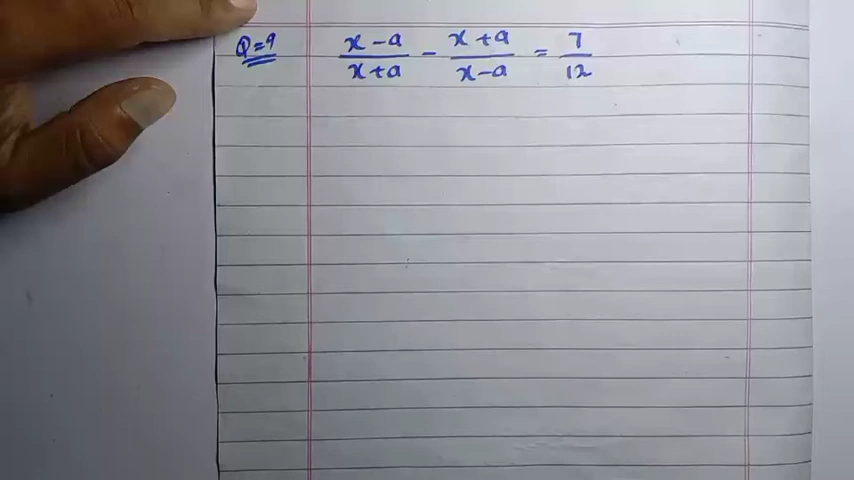 Q=9 (x-a)/(x+a) - (x+a)/(x-a) = 7/12